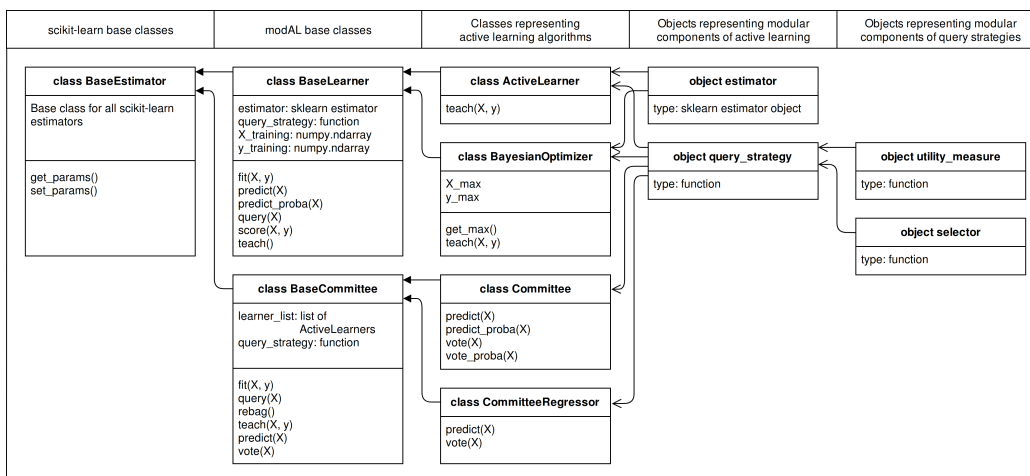 scikit-learn base classes
modAL base classes
Classes representing
active learning algorithms
Objects representing modular
components of active learning
Objects representing modular
components of query strategies
class BaseEstimator
Base class for all scikit-learn
estimators
get_params()
set_params()
class BaseLearner
estimator: sklearn estimator
query_strategy: function
X_training: numpy.ndarray
y_training: numpy.ndarray
fit(X, y)
predict(X)
predict_proba(X)
query(X)
score(X, y)
teach()
class BaseCommittee
learner_list: list of
ActiveLearners
query_strategy: function
fit(X, y)
query(X)
rebag()
teach(X, y)
predict(X)
vote(X)
class ActiveLearner
teach(X, y)
class BayesianOptimizer
X_max
y_max
get_max()
teach(X, y)
class Committee
predict(X)
predict_proba(X)
vote(X)
vote_proba(X)
class CommitteeRegressor
predict(X)
vote(X)
object estimator
type: sklearn estimator object
object query_strategy
type: function
object utility_measure
type: function
object selector
type: function